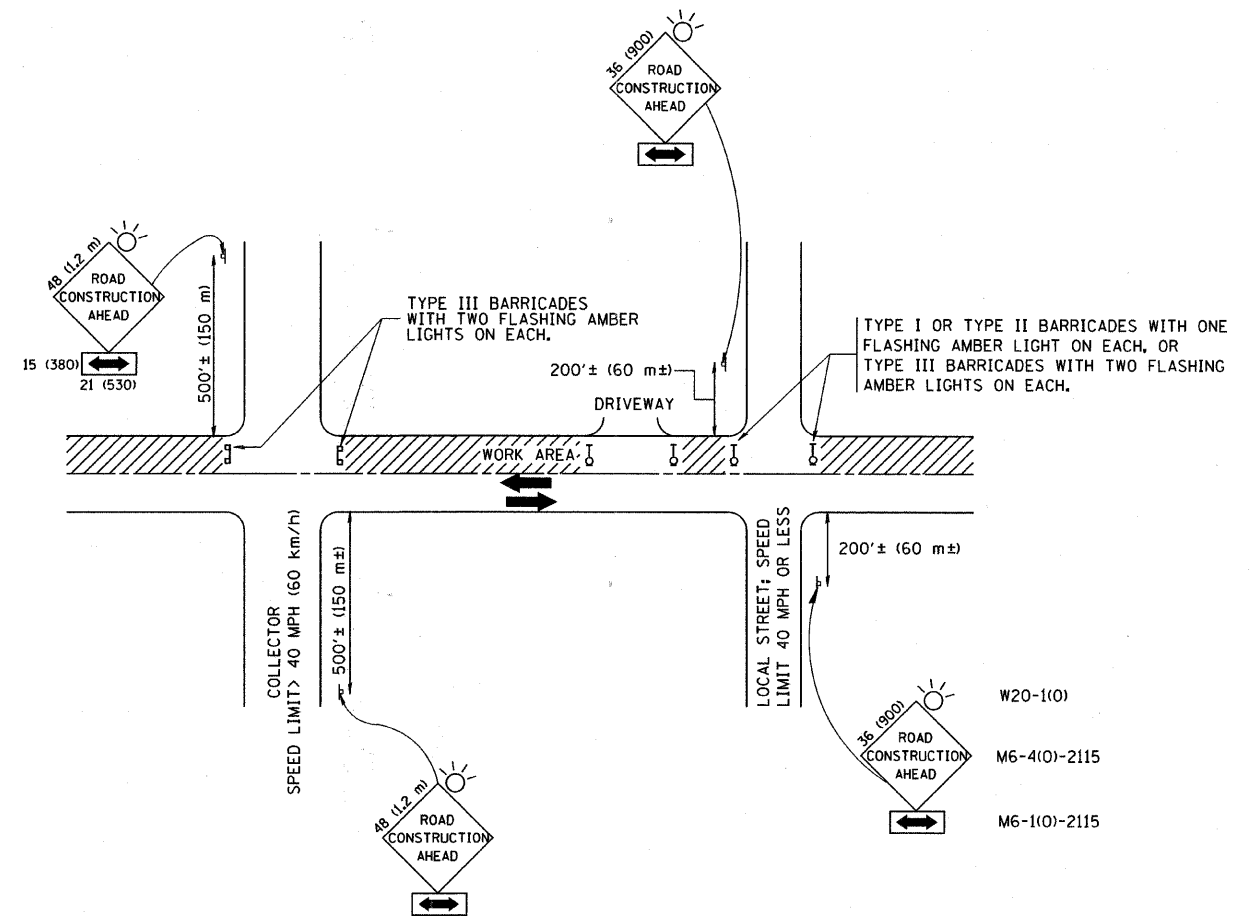 36 (900)
ROAD
CONSTRUCTION
AHEAD
48 (1.2 m)
ROAD
CONSTRUCTION
AHEAD
15 (380)
21 (530)
500'± (150 m)
TYPE III BARRICADES
WITH TWO FLASHING AMBER
LIGHTS ON EACH.
200'± (60 m±)
DRIVEWAY
TYPE I OR TYPE II BARRICADES WITH ONE
FLASHING AMBER LIGHT ON EACH, OR
TYPE III BARRICADES WITH TWO FLASHING
AMBER LIGHTS ON EACH.
WORK AREA
COLLECTOR
SPEED LIMIT> 40 MPH (60 km/h)
500'± (150 m±)
LOCAL STREET; SPEED
LIMIT 40 MPH OR LESS
200'± (60 m±)
36 (900)
ROAD
CONSTRUCTION
AHEAD
W20-1(O)
M6-4(O)-2115
M6-1(O)-2115
48 (1.2 m)
ROAD
CONSTRUCTION
AHEAD